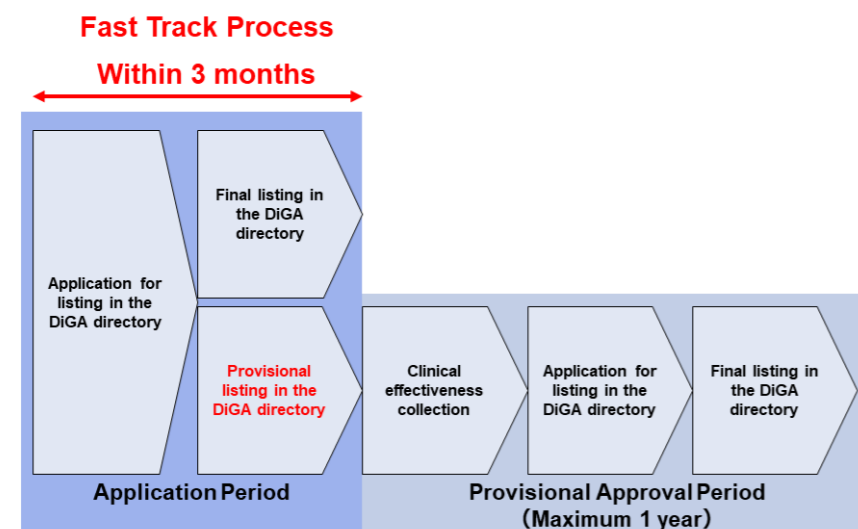 Fast Track Process
Within 3 months
Application for
listing in the
DiGA directory
Final listing in
the DiGA
directory
Provisional
listing in the
DiGA directory
Clinical
effectiveness
collection
Application for
listing in the
DiGA directory
Final listing in
the DiGA
directory
Application Period
Provisional Approval Period
（Maximum 1 year）